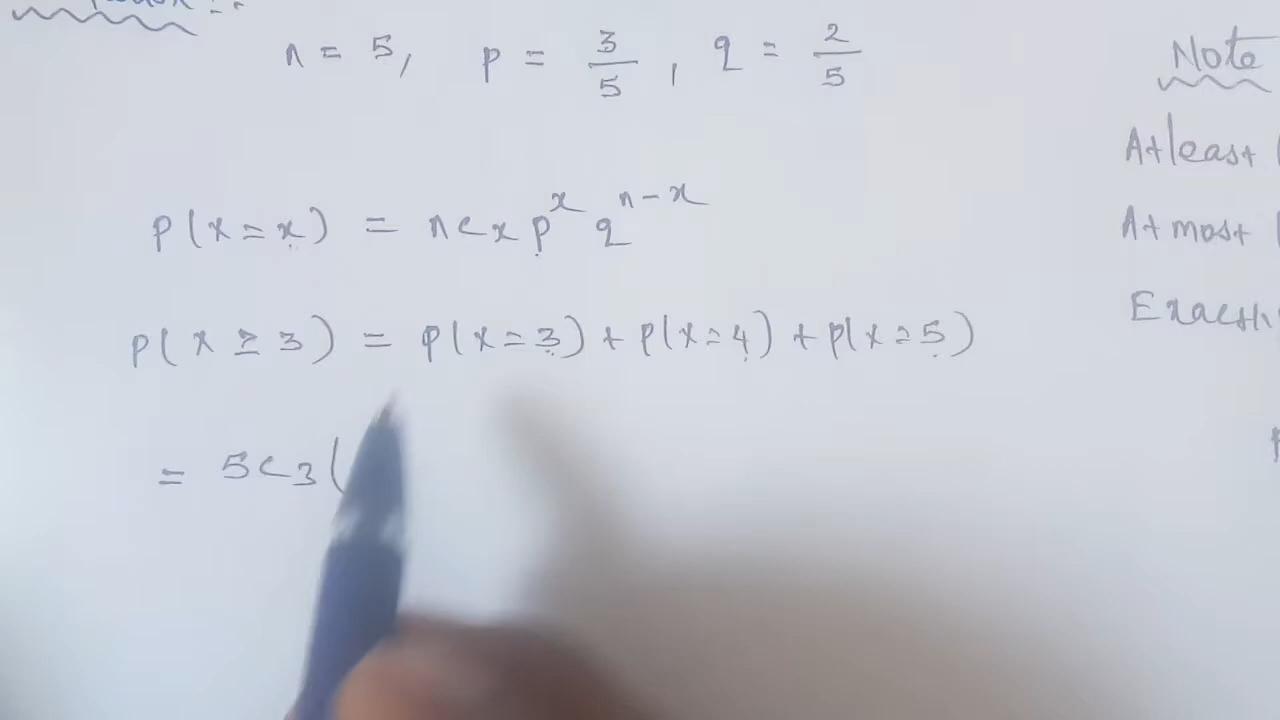 n = 5, p = 3/5, q = 2/5
Note
Atleast
p(x=x) = ncx p^x q^n-x
Atmost
p(x ≥ 3) = p(x=3) + p(x=4) + p(x=5)
= 5c3 (